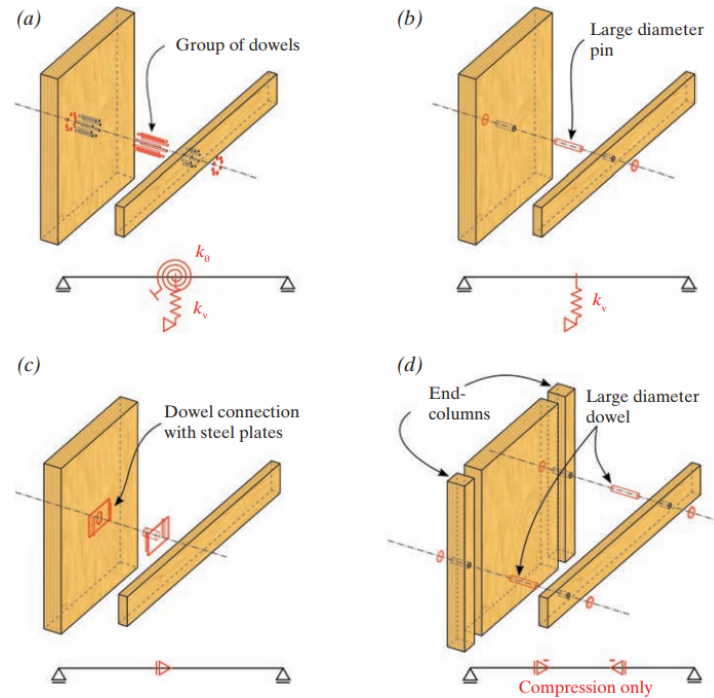 (a)
Group of dowels
kθ
kv
(b)
Large diameter
pin
kv
(c)
Dowel connection
with steel plates
(d)
End-
columns
Large diameter
dowel
Compression only